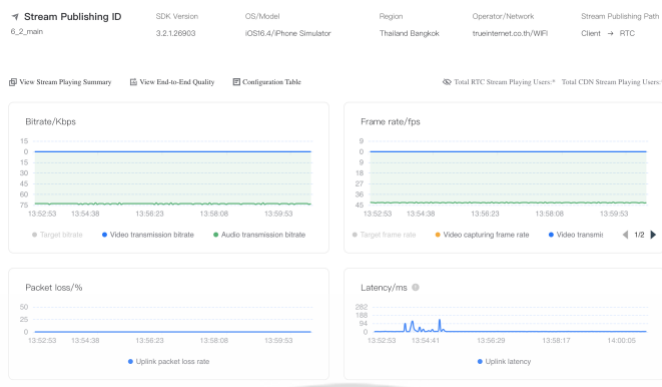 Stream Publishing ID SDK Version OS/Model Region Operator/Network Stream Publishing Path
6_2_main 3.2.1.26903 iOS16.4/iPhone Simulator Thailand Bangkok trueinternet.co.th/WIFI Client → RTC
View Stream Playing Summary View End-to-End Quality Configuration Table Total RTC Stream Playing Users:* Total CDN Stream Playing Users:
Bitrate/Kbps
15
0
15
30
45
60
75
13:52:53 13:54:38 13:56:23 13:58:08 13:59:53
Target bitrate Video transmission bitrate Audio transmission bitrate
Frame rate/fps
9
0
9
18
27
36
45
13:52:53 13:54:38 13:56:23 13:58:08 13:59:53
Target frame rate Video capturing frame rate Video transmi 1/2
Packet loss/%
50
25
0
13:52:53 13:54:38 13:56:23 13:58:08 13:59:53
Uplink packet loss rate
Latency/ms
282
188
94
0
13:52:53 13:54:41 13:56:29 13:58:17 14:00:05
Uplink latency